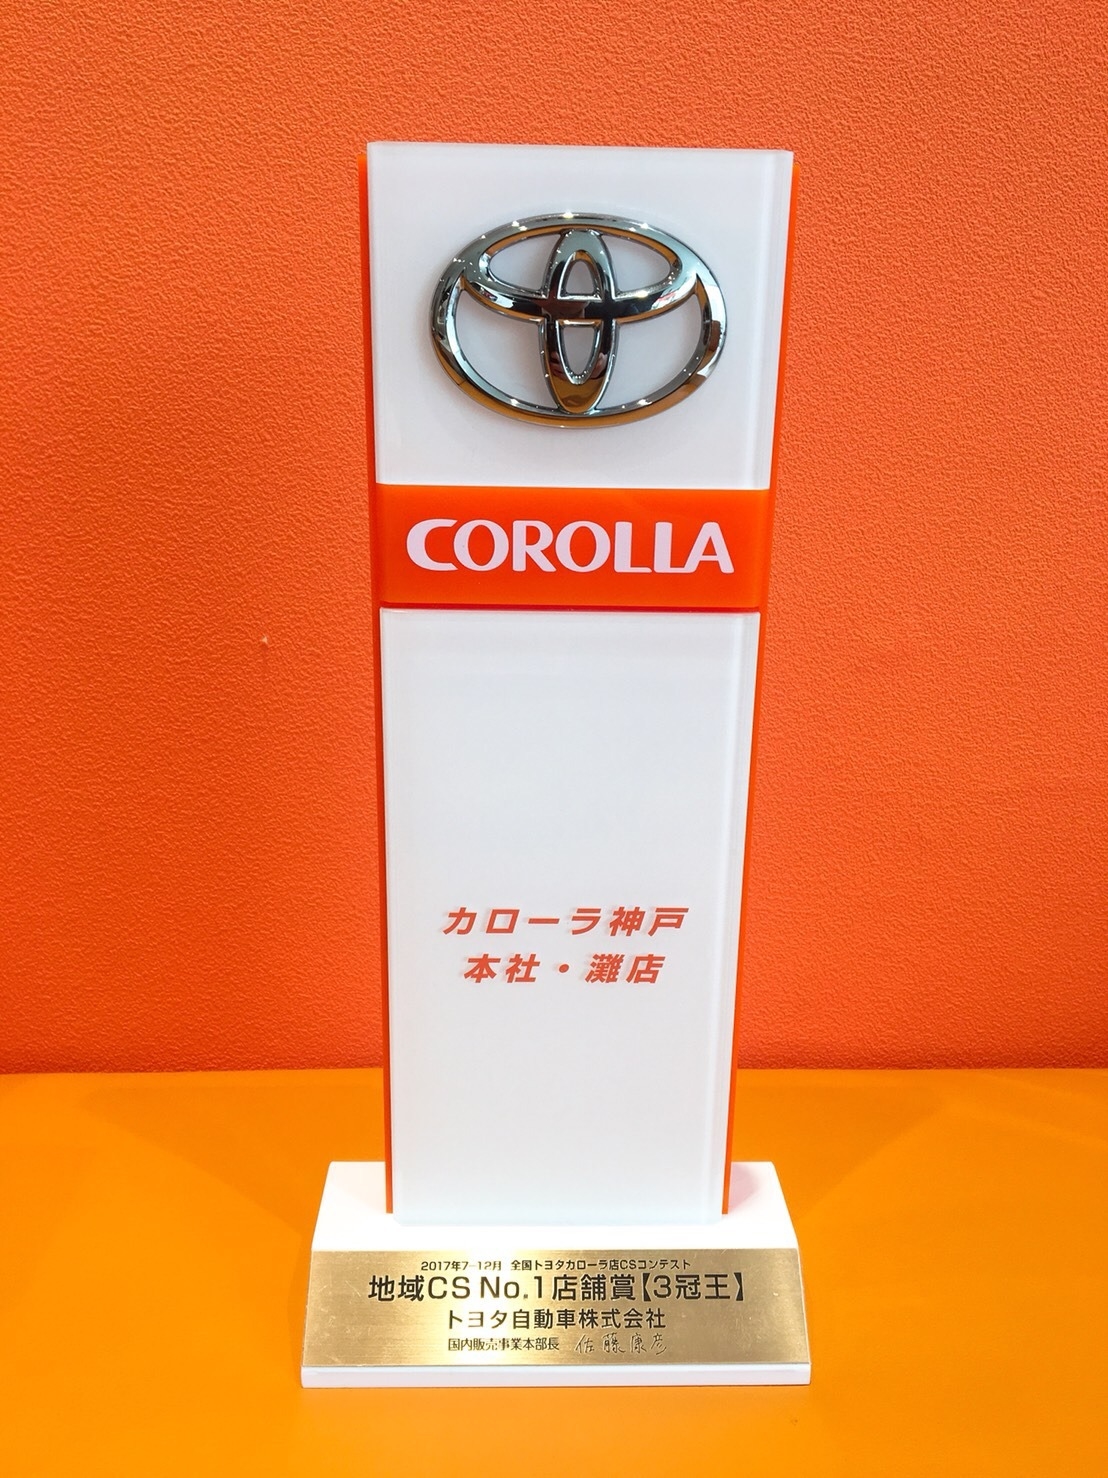 COROLLA
カローラ神戸
本社・灘店
2017年7-12月 全国トヨタカローラ店CSコンテスト
地域CS No.1店舗賞【3冠王】
トヨタ自動車株式会社
国内販売事業本部長 佐藤康彦